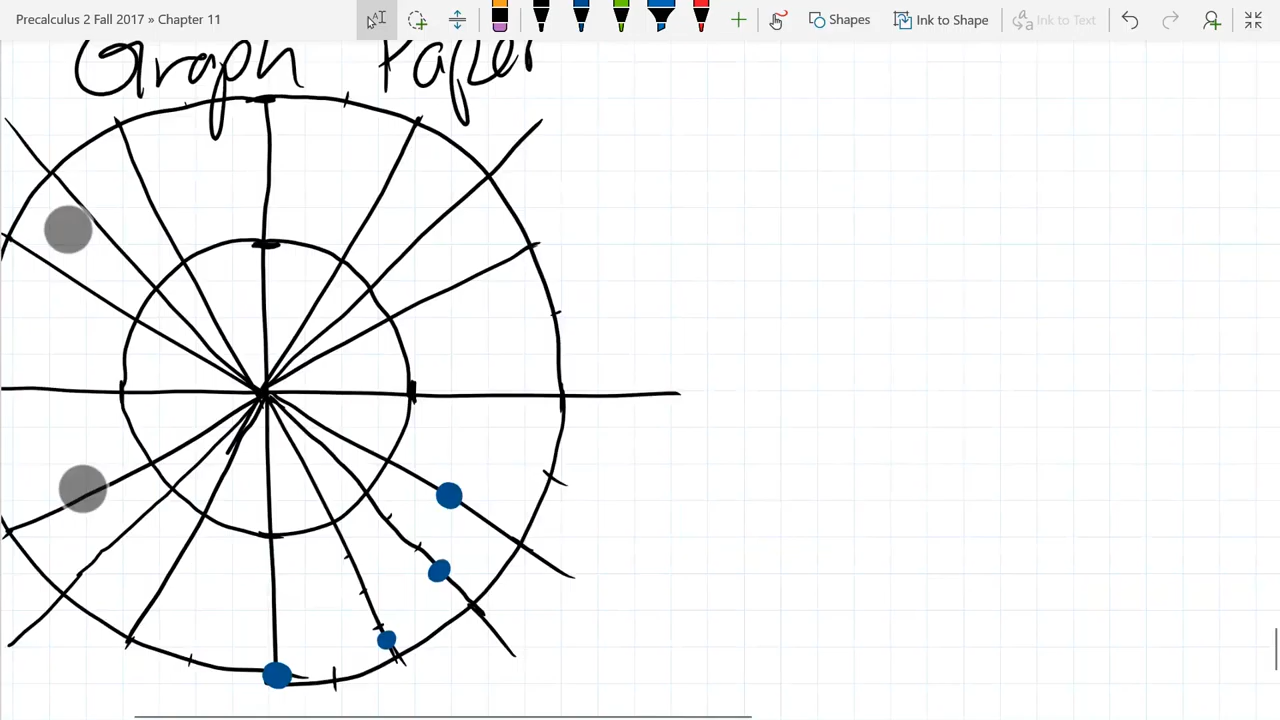 Precalculus 2 Fall 2017 » Chapter 11
Shapes
Ink to Shape
Ink to Text
Graph Paper